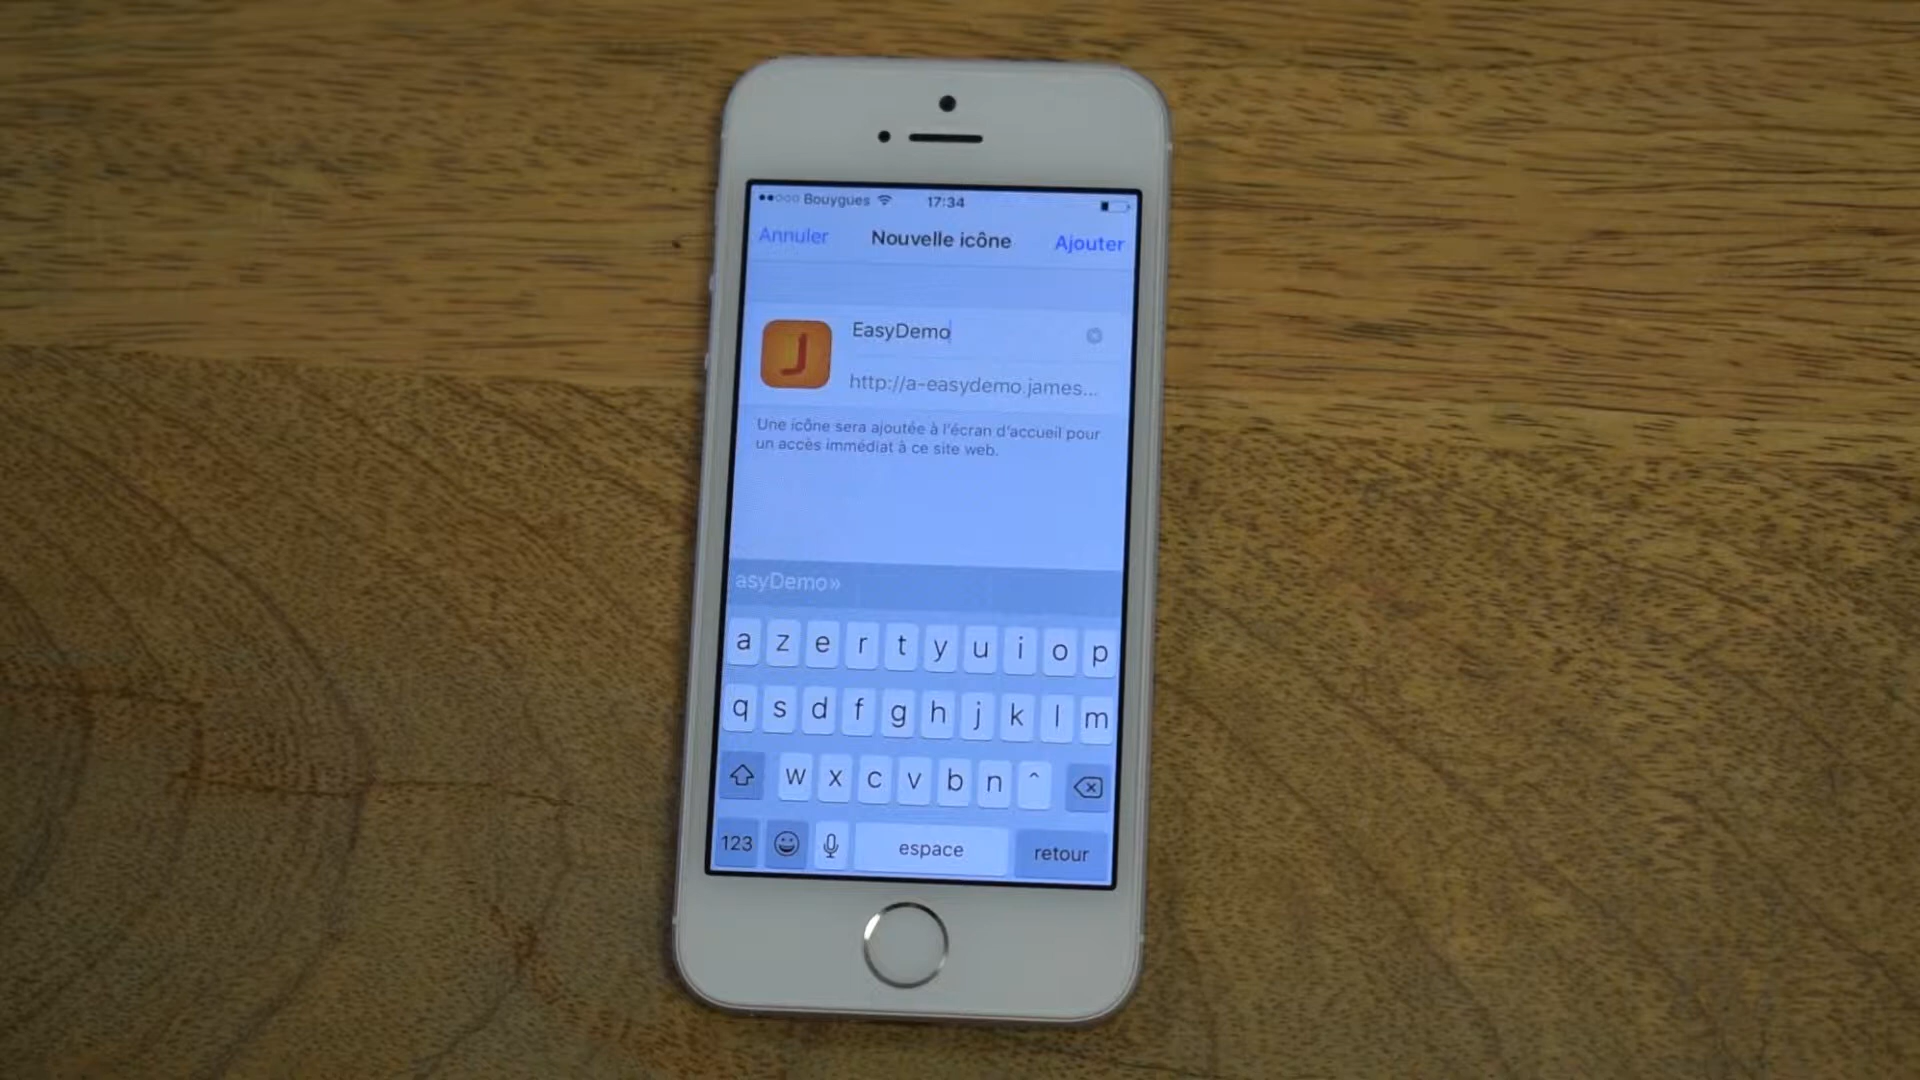 Bouygues 17:34
Annuler Nouvelle icône Ajouter
J
EasyDemo
http://a-easydemo.james...
Une icône sera ajoutée à l'écran d'accueil pour
un accès immédiat à ce site web.
asyDemo»
a z e r t y u i o p
q s d f g h j k l m
w x c v b n ^
123 espace retour